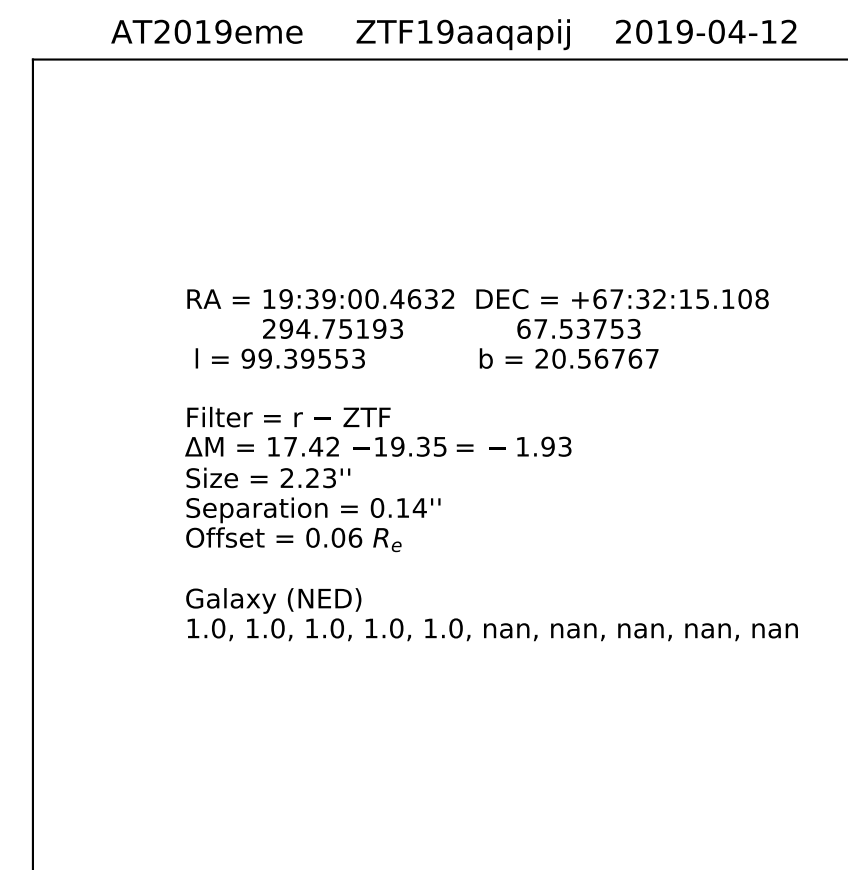 AT2019eme ZTF19aaqapij 2019-04-12
RA = 19:39:00.4632 DEC = +67:32:15.108
294.75193 67.53753
l = 99.39553 b = 20.56767
Filter = r − ZTF
ΔM = 17.42 −19.35 = − 1.93
Size = 2.23''
Separation = 0.14''
Offset = 0.06 Rₑ
Galaxy (NED)
1.0, 1.0, 1.0, 1.0, 1.0, nan, nan, nan, nan, nan